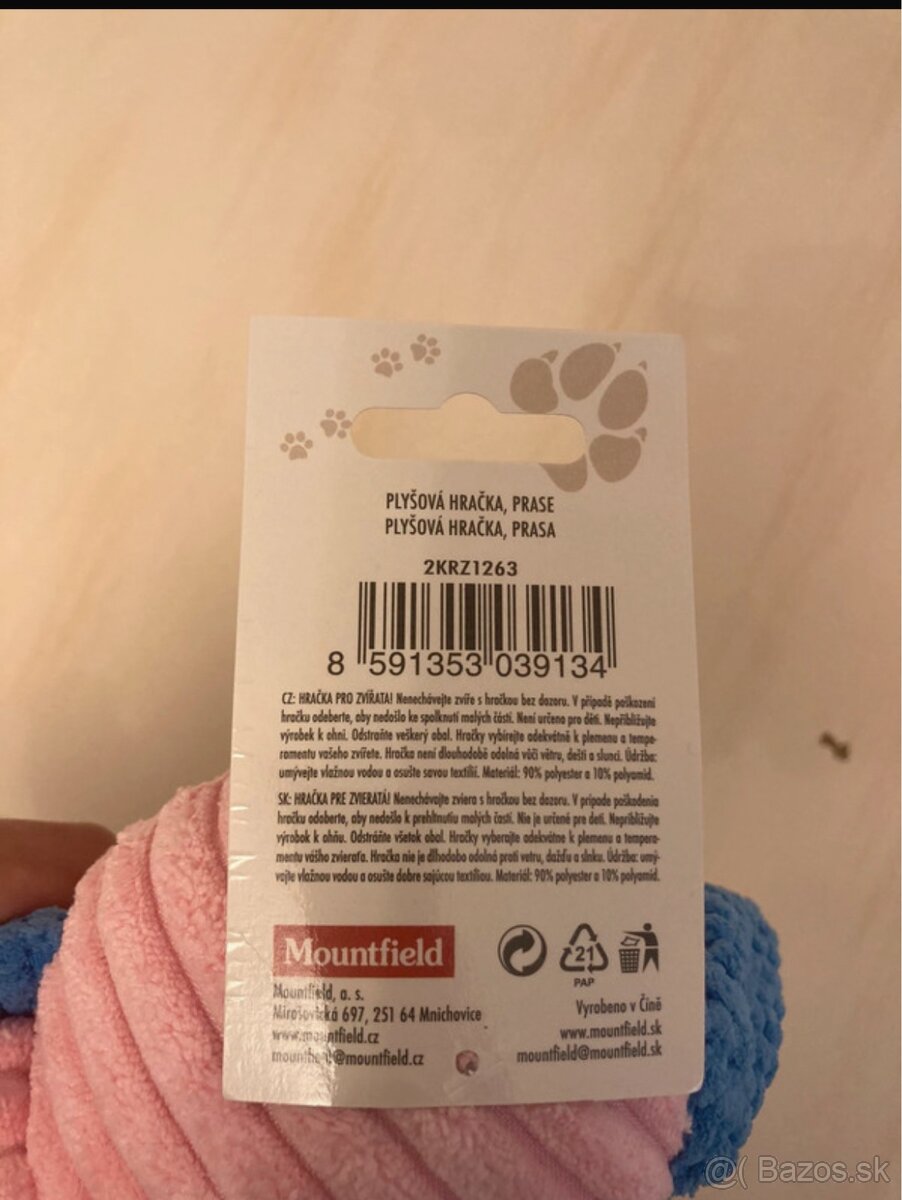 PLYŠOVÁ HRAČKA, PRASE
PLYŠOVÁ HRAČKA, PRASA
2KRZ1263
8 591353 039134
CZ: HRAČKA PRO ZVÍŘATA! Nenechávejte zvíře s hračkou bez dozoru. V případě poškození
hračku odeberte, aby nedošlo ke spolknutí malých částí. Není určena pro děti. Nepřibližujte
výrobek k ohni. Odstraňte veškerý obal. Hračky vybírejte adekvátně k plemenu a tempe-
ramentu vašeho zvířete. Hračka není dlouhodobě odolná vůči větru, dešti a slunci. Údržba:
umývejte vlažnou vodou a osušte savou textilií. Materiál: 90% polyester a 10% polyamid.
SK: HRAČKA PRE ZVIERATÁ! Nenechávajte zviera s hračkou bez dozoru. V prípade poškodenia
hračku odoberte, aby nedošlo k prehltnutiu malých častí. Nie je určené pre deti. Nepribližujte
výrobok k ohňu. Odstráňte všetok obal. Hračky vyberajte adekvátne k plemenu a tempera-
mentu vášho zvieraťa. Hračka nie je dlhodobo odolná proti vetru, dažďu a slnku. Údržba: umý-
vajte vlažnou vodou a osušte dobre sajúcou textíliou. Materiál: 90% polyester a 10% polyamid.
Mountfield
21
PAP
Mountfield, a. s.
Mirošovická 697, 251 64 Mnichovice
www.mountfield.cz
mountfield@mountfield.cz
Vyrobeno v Číně
www.mountfield.sk
mountfield@mountfield.sk
@( Bazos.sk